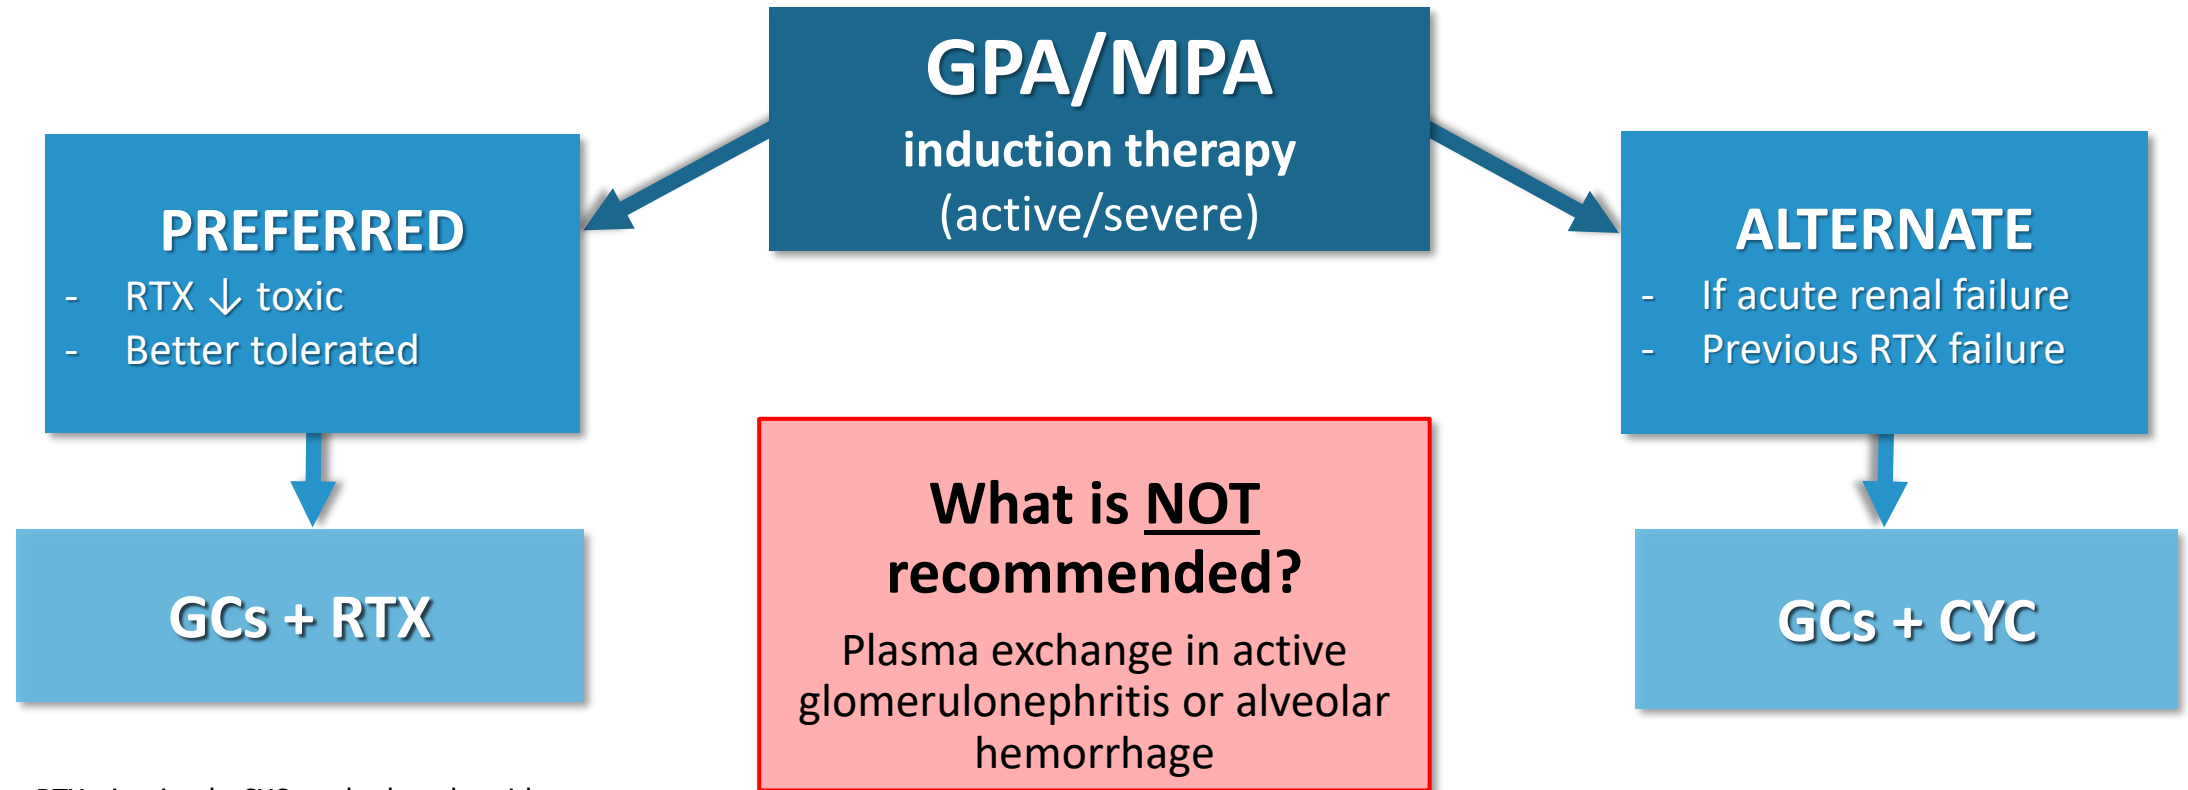 GPA/MPA
induction therapy
(active/severe)
PREFERRED
- RTX ↓ toxic
- Better tolerated
ALTERNATE
- If acute renal failure
- Previous RTX failure
What is NOT
recommended?
Plasma exchange in active
glomerulonephritis or alveolar
hemorrhage
GCs + RTX
GCs + CYC